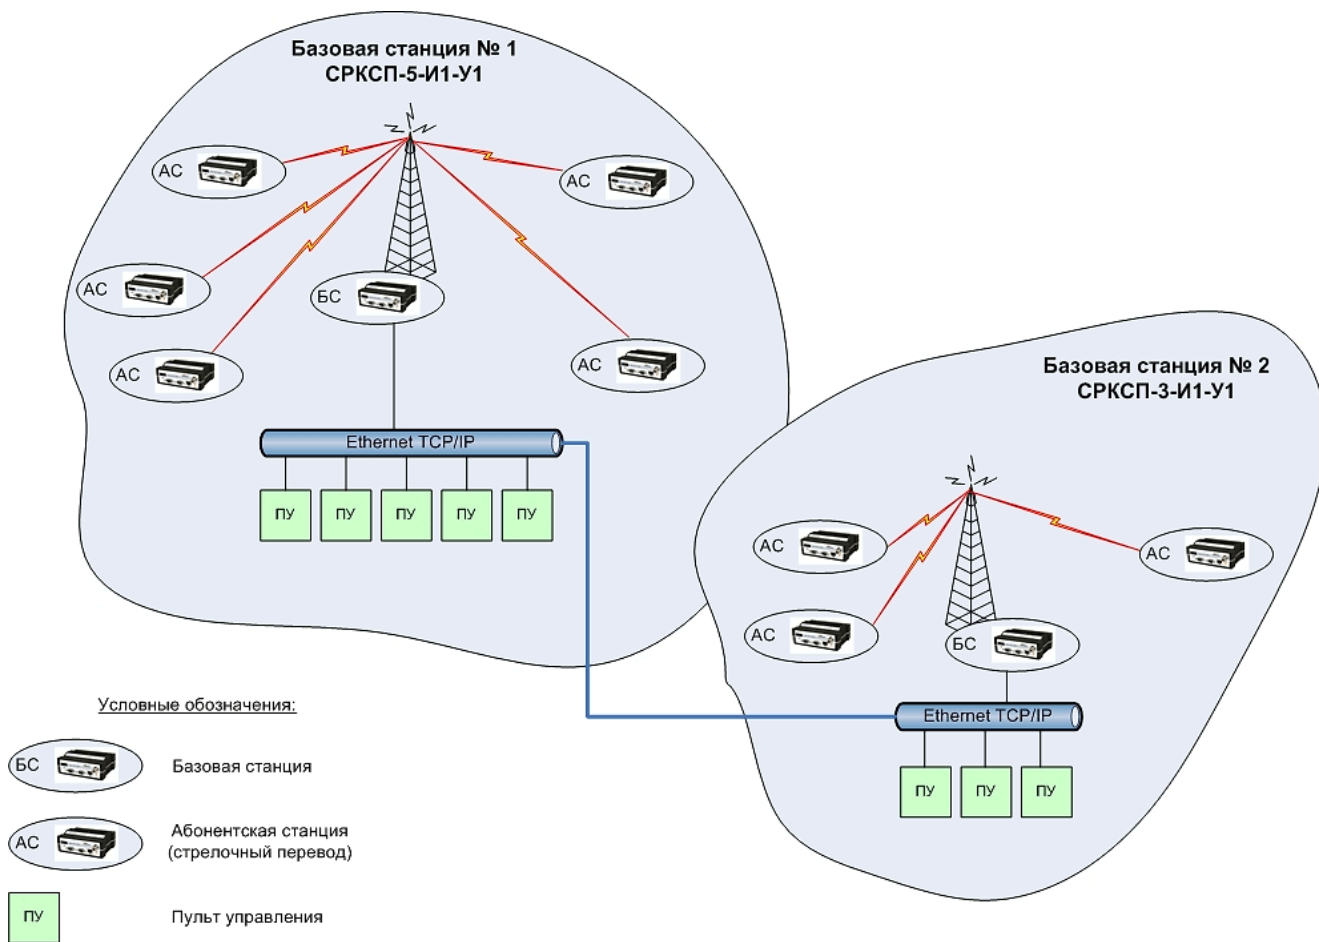 Базовая станция № 1
СРКСП-5-И1-У1
АС
АС
АС
БС
АС
АС
Ethernet TCP/IP
ПУ
ПУ
ПУ
ПУ
ПУ
Базовая станция № 2
СРКСП-3-И1-У1
АС
АС
АС
БС
Ethernet TCP/IP
ПУ
ПУ
ПУ
Условные обозначения:
БС
Базовая станция
АС
Абонентская станция
(стрелочный перевод)
ПУ
Пульт управления